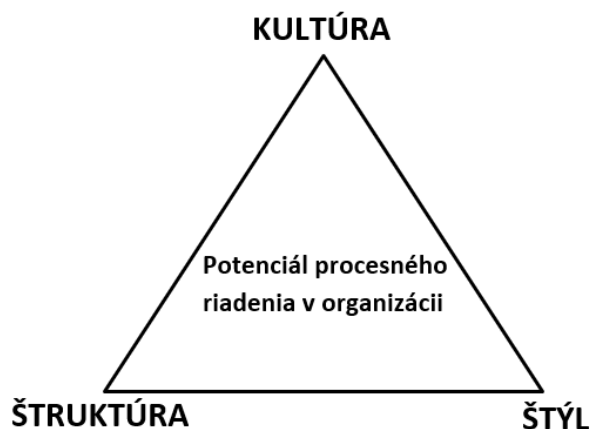 KULTÚRA
Potenciál procesného
riadenia v organizácii
ŠTRUKTÚRA
ŠTÝL